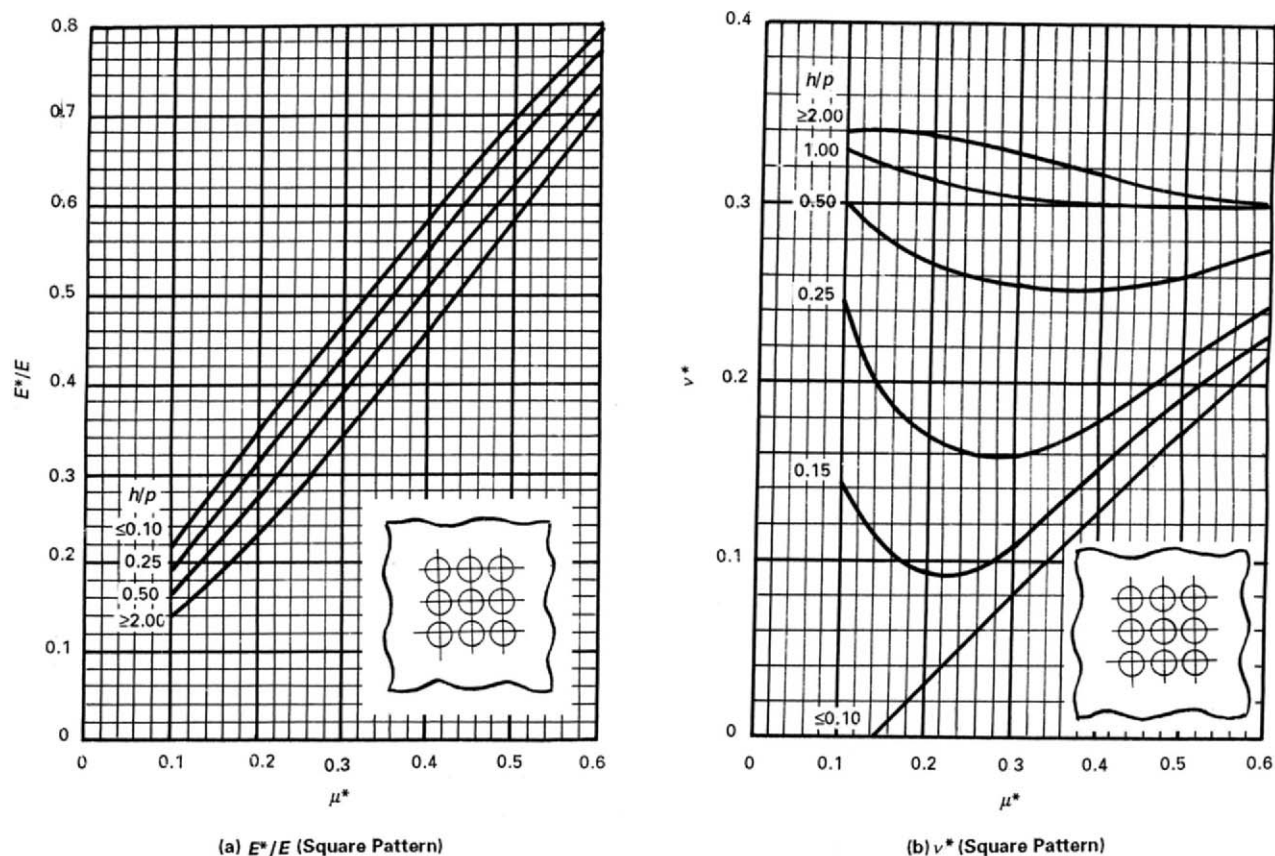 0.8
0.7
0.6
0.5
0.4
0.3
0.2
0.1
0
E*/E
h/p
≤0.10
0.25
0.50
≥2.00
0 0.1 0.2 0.3 0.4 0.5 0.6
μ*
(a) E*/E (Square Pattern)
0.4
0.3
0.2
0.1
0
ν*
h/p
≥2.00
1.00
0.50
0.25
0.15
≤0.10
0 0.1 0.2 0 3 0.4 0.5 0.6
μ*
(b) ν* (Square Pattern)